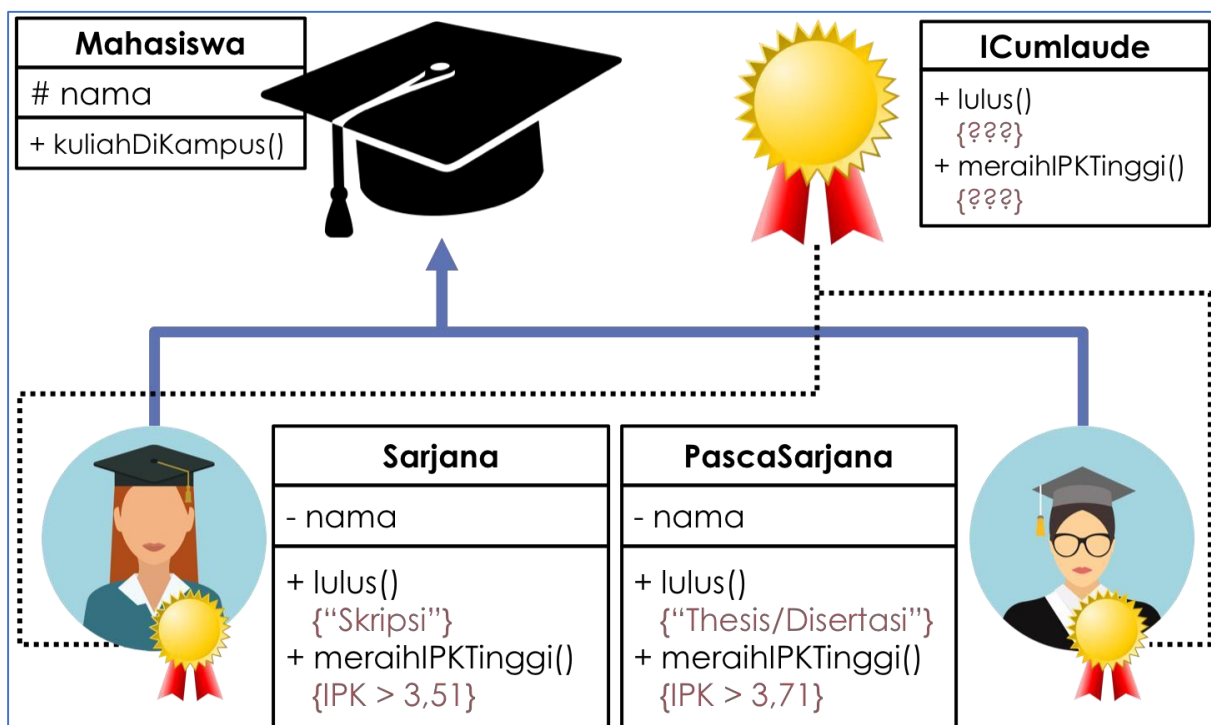 Mahasiswa
# nama
+ kuliahDiKampus()
ICumlaude
+ lulus()
{???}
+ meraihIPKTinggi()
{???}
Sarjana
- nama
+ lulus()
{“Skripsi”}
+ meraihIPKTinggi()
{IPK > 3,51}
PascaSarjana
- nama
+ lulus()
{“Thesis/Disertasi”}
+ meraihIPKTinggi()
{IPK > 3,71}